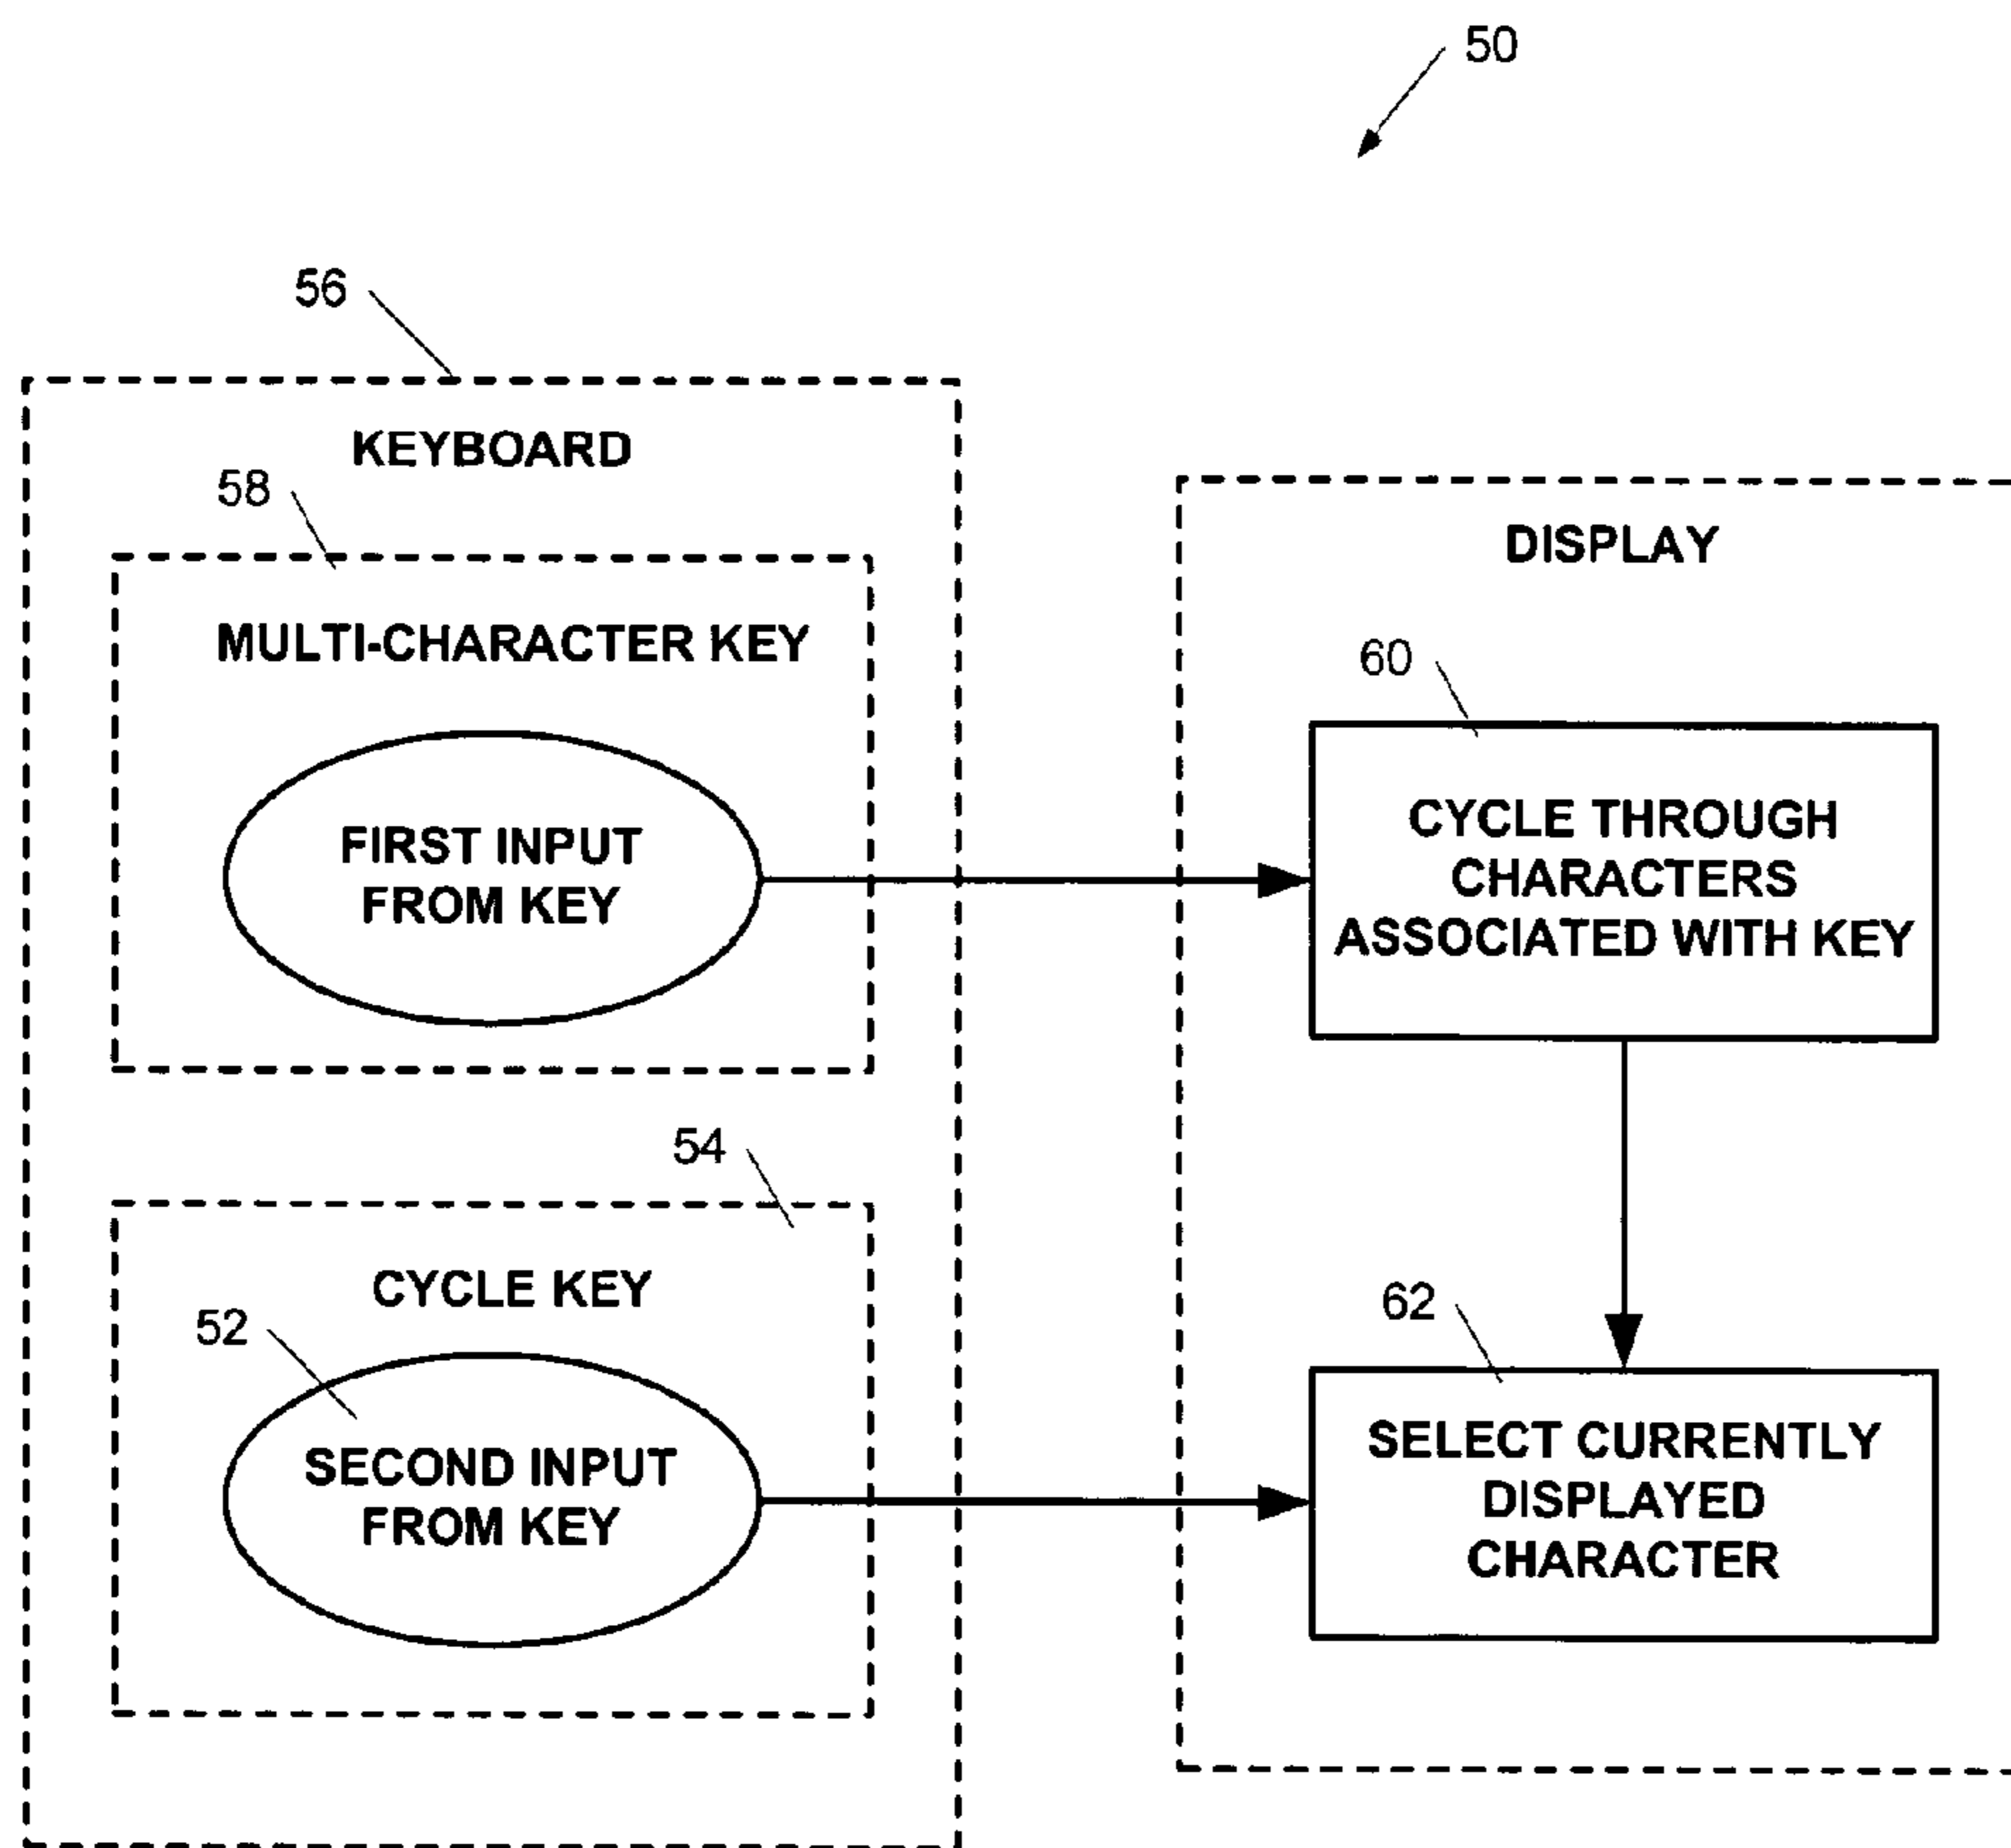 50
56
KEYBOARD
58
MULTI-CHARACTER KEY
FIRST INPUT
FROM KEY
54
CYCLE KEY
52
SECOND INPUT
FROM KEY
DISPLAY
60
CYCLE THROUGH
CHARACTERS
ASSOCIATED WITH KEY
62
SELECT CURRENTLY
DISPLAYED
CHARACTER